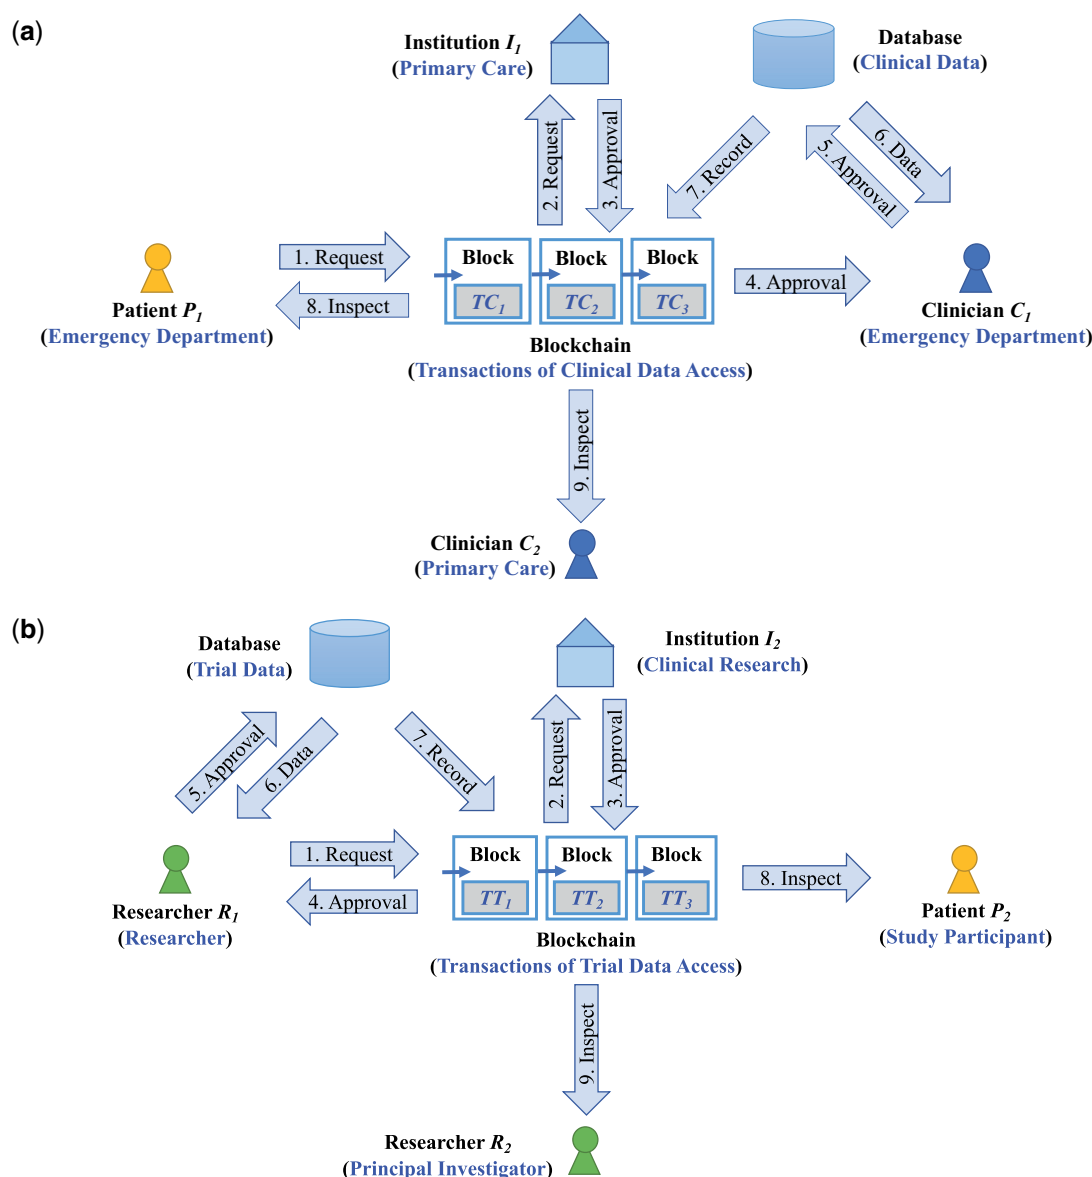 (a)
Institution I1
(Primary Care)
Database
(Clinical Data)
2. Request
3. Approval
7. Record
5. Approval
6. Data
1. Request
8. Inspect
Patient P1
(Emergency Department)
Block
Block
Block
TC1
TC2
TC3
4. Approval
Clinician C1
(Emergency Department)
Blockchain
(Transactions of Clinical Data Access)
9. Inspect
Clinician C2
(Primary Care)
(b)
Database
(Trial Data)
Institution I2
(Clinical Research)
5. Approval
6. Data
7. Record
2. Request
3. Approval
1. Request
4. Approval
Researcher R1
(Researcher)
Block
Block
Block
TT1
TT2
TT3
8. Inspect
Patient P2
(Study Participant)
Blockchain
(Transactions of Trial Data Access)
9. Inspect
Researcher R2
(Principal Investigator)